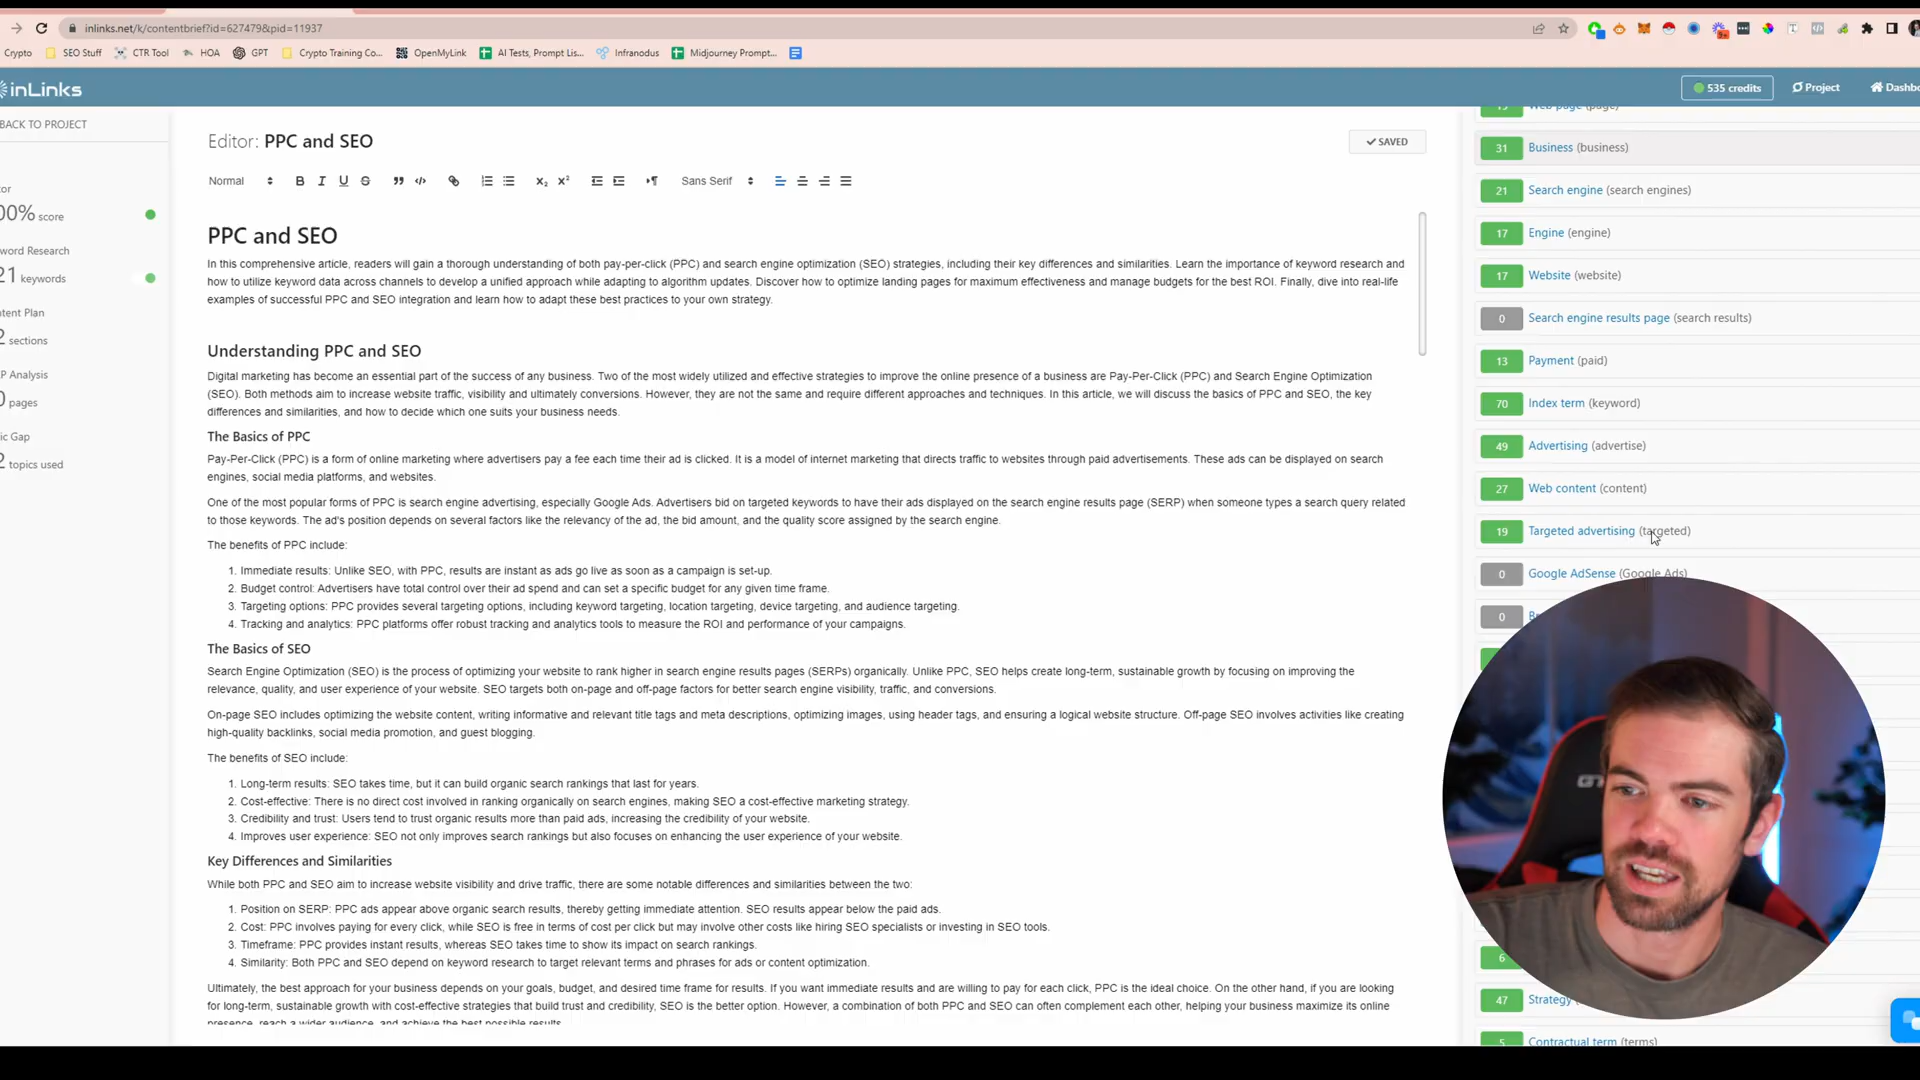 inlinks.net/k/contentbrief?id=627479&pid=11937
Crypto
SEO Stuff
CTR Tool
HOA
GPT
Crypto Training Co...
OpenMyLink
AI Tests, Prompt Lis...
Infranodus
Midjourney Prompt...
inLinks
535 credits
Project
Dashbo
BACK TO PROJECT
00% score
word Research
21 keywords
sections
P Analysis
pages
topics used
Editor: PPC and SEO
SAVED
Normal
Sans Serif
PPC and SEO
In this comprehensive article, readers will gain a thorough understanding of both pay-per-click (PPC) and search engine optimization (SEO) strategies, including their key differences and similarities. Learn the importance of keyword research and
how to utilize keyword data across channels to develop a unified approach while adapting to algorithm updates. Discover how to optimize landing pages for maximum effectiveness and manage budgets for the best ROI. Finally, dive into real-life
examples of successful PPC and SEO integration and learn how to adapt these best practices to your own strategy.
Understanding PPC and SEO
Digital marketing has become an essential part of the success of any business. Two of the most widely utilized and effective strategies to improve the online presence of a business are Pay-Per-Click (PPC) and Search Engine Optimization
(SEO). Both methods aim to increase website traffic, visibility and ultimately conversions. However, they are not the same and require different approaches and techniques. In this article, we will discuss the basics of PPC and SEO, the key
differences and similarities, and how to decide which one suits your business needs.
The Basics of PPC
Pay-Per-Click (PPC) is a form of online marketing where advertisers pay a fee each time their ad is clicked. It is a model of internet marketing that directs traffic to websites through paid advertisements. These ads can be displayed on search
engines, social media platforms, and websites.
One of the most popular forms of PPC is search engine advertising, especially Google Ads. Advertisers bid on targeted keywords to have their ads displayed on the search engine results page (SERP) when someone types a search query related
to those keywords. The ad's position depends on several factors like the relevancy of the ad, the bid amount, and the quality score assigned by the search engine.
The benefits of PPC include:
1. Immediate results: Unlike SEO, with PPC, results are instant as ads go live as soon as a campaign is set-up.
2. Budget control: Advertisers have total control over their ad spend and can set a specific budget for any given time frame.
3. Targeting options: PPC provides several targeting options, including keyword targeting, location targeting, device targeting, and audience targeting.
4. Tracking and analytics: PPC platforms offer robust tracking and analytics tools to measure the ROI and performance of your campaigns.
The Basics of SEO
Search Engine Optimization (SEO) is the process of optimizing your website to rank higher in search engine results pages (SERPs) organically. Unlike PPC, SEO helps create long-term, sustainable growth by focusing on improving the
relevance, quality, and user experience of your website. SEO targets both on-page and off-page factors for better search engine visibility, traffic, and conversions.
On-page SEO includes optimizing the website content, writing informative and relevant title tags and meta descriptions, optimizing images, using header tags, and ensuring a logical website structure. Off-page SEO involves activities like creating
high-quality backlinks, social media promotion, and guest blogging.
The benefits of SEO include:
1. Long-term results: SEO takes time, but it can build organic search rankings that last for years.
2. Cost-effective: There is no direct cost involved in ranking organically on search engines, making SEO a cost-effective marketing strategy.
3. Credibility and trust: Users tend to trust organic results more than paid ads, increasing the credibility of your website.
4. Improves user experience: SEO not only improves search rankings but also focuses on enhancing the user experience of your website.
Key Differences and Similarities
While both PPC and SEO aim to increase website visibility and drive traffic, there are some notable differences and similarities between the two:
1. Position on SERP: PPC ads appear above organic search results, thereby getting immediate attention. SEO results appear below the paid ads.
2. Cost: PPC involves paying for every click, while SEO is free in terms of cost per click but may involve other costs like hiring SEO specialists or investing in SEO tools.
3. Timeframe: PPC provides instant results, whereas SEO takes time to show its impact on search rankings.
4. Similarity: Both PPC and SEO depend on keyword research to target relevant terms and phrases for ads or content optimization.
Ultimately, the best approach for your business depends on your goals, budget, and desired time frame for results. If you want immediate results and are willing to pay for each click, PPC is the ideal choice. On the other hand, if you are looking
for long-term, sustainable growth with cost-effective strategies that build trust and credibility, SEO is the better option. However, a combination of both PPC and SEO can often complement each other, helping your business maximize its online
presence, reach a wider audience, and achieve the best possible results.
Web page (page)
31 Business (business)
21 Search engine (search engines)
17 Engine (engine)
17 Website (website)
0 Search engine results page (search results)
13 Payment (paid)
70 Index term (keyword)
49 Advertising (advertise)
27 Web content (content)
19 Targeted advertising (targeted)
0 Google AdSense (Google Ads)
0
6
47 Strategy
5 Contractual term (terms)